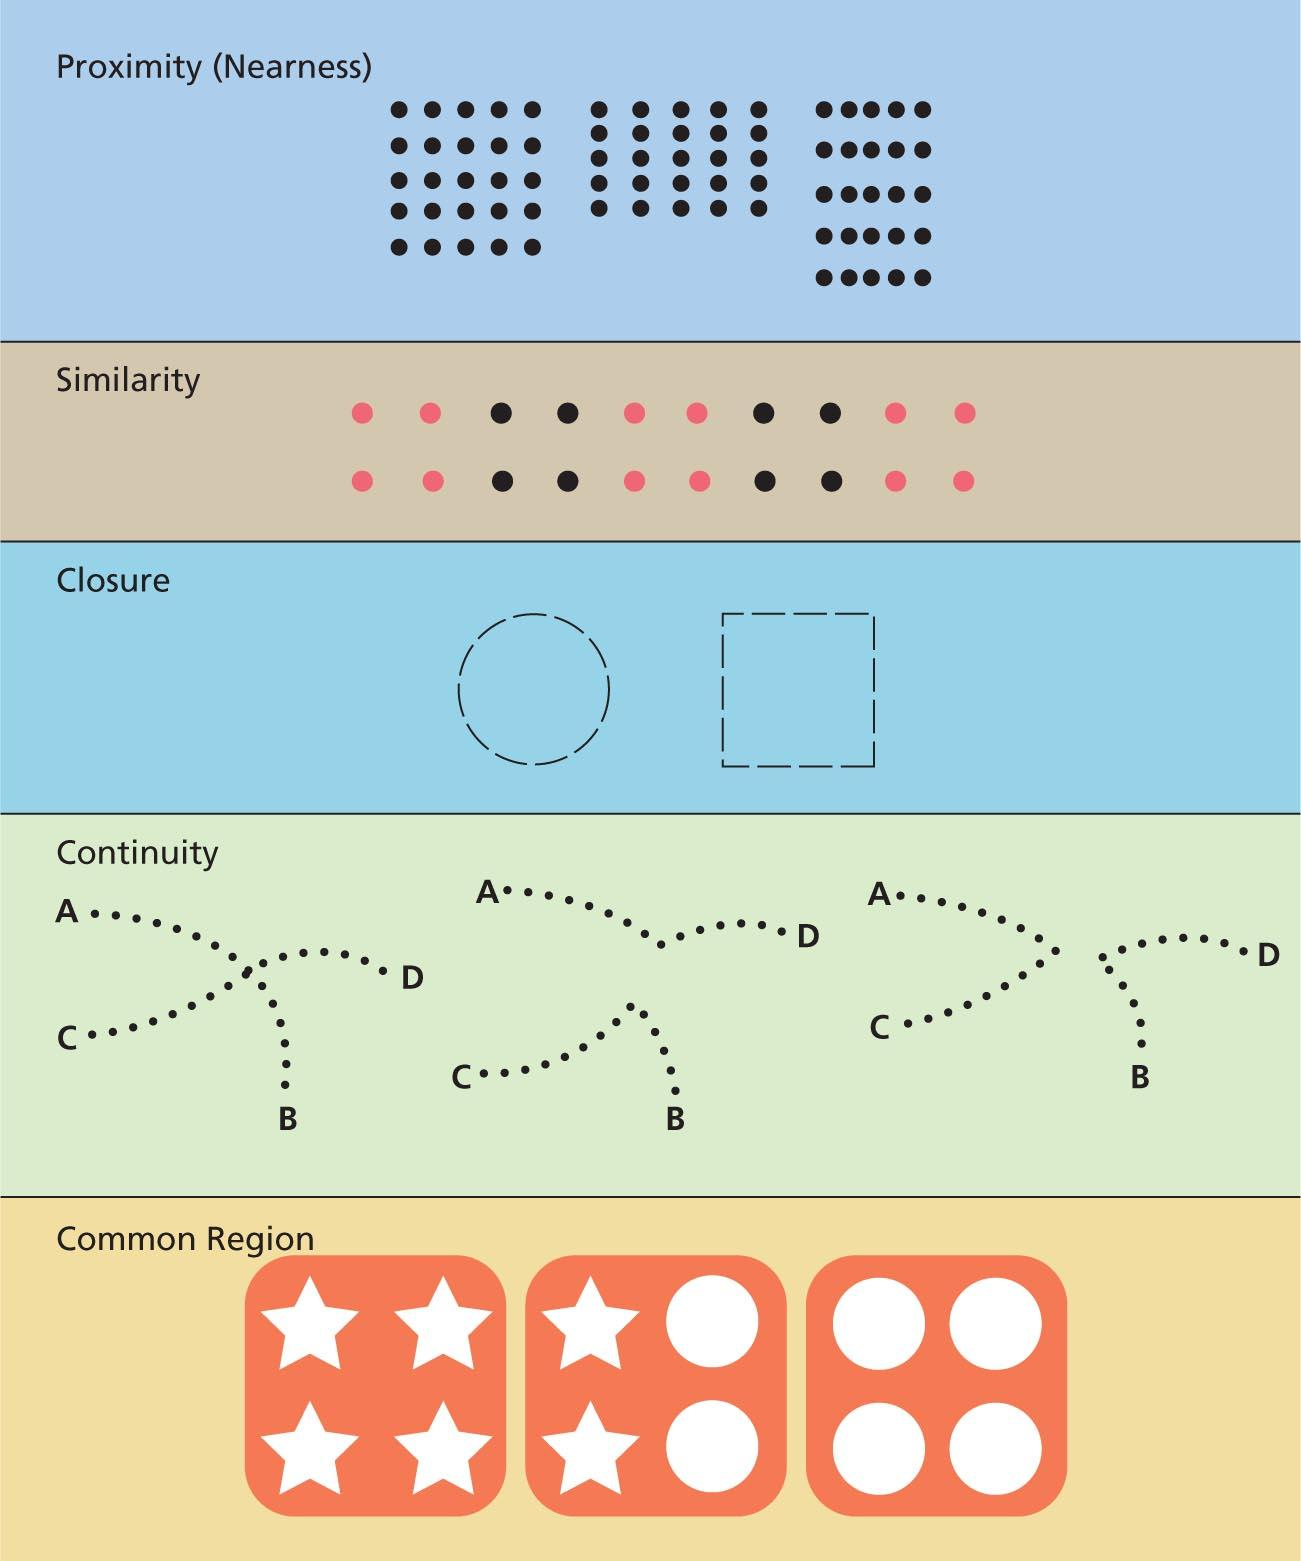 Proximity (Nearness)
Similarity
Closure
Continuity
A
D
C
B
A
D
C
B
A
D
C
B
Common Region